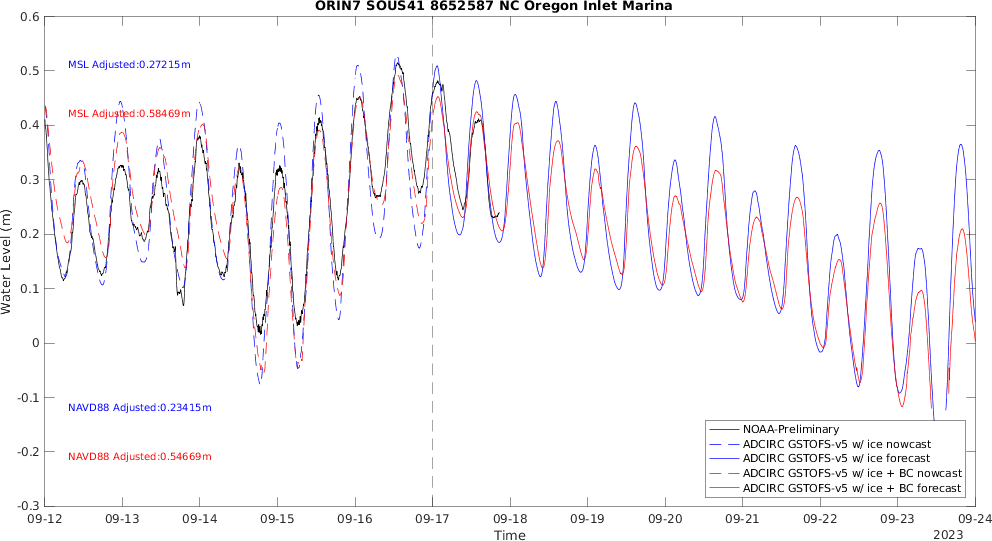 ORIN7 SOUS41 8652587 NC Oregon Inlet Marina
0.6
0.5
0.4
0.3
0.2
0.1
0
-0.1
-0.2
-0.3
Water Level (m)
MSL Adjusted:0.27215m
MSL Adjusted:0.58469m
NAVD88 Adjusted:0.23415m
NAVD88 Adjusted:0.54669m
NOAA-Preliminary
ADCIRC GSTOFS-v5 w/ ice nowcast
ADCIRC GSTOFS-v5 w/ ice forecast
ADCIRC GSTOFS-v5 w/ ice + BC nowcast
ADCIRC GSTOFS-v5 w/ ice + BC forecast
09-12 09-13 09-14 09-15 09-16 09-17 09-18 09-19 09-20 09-21 09-22 09-23 09-24
Time
2023